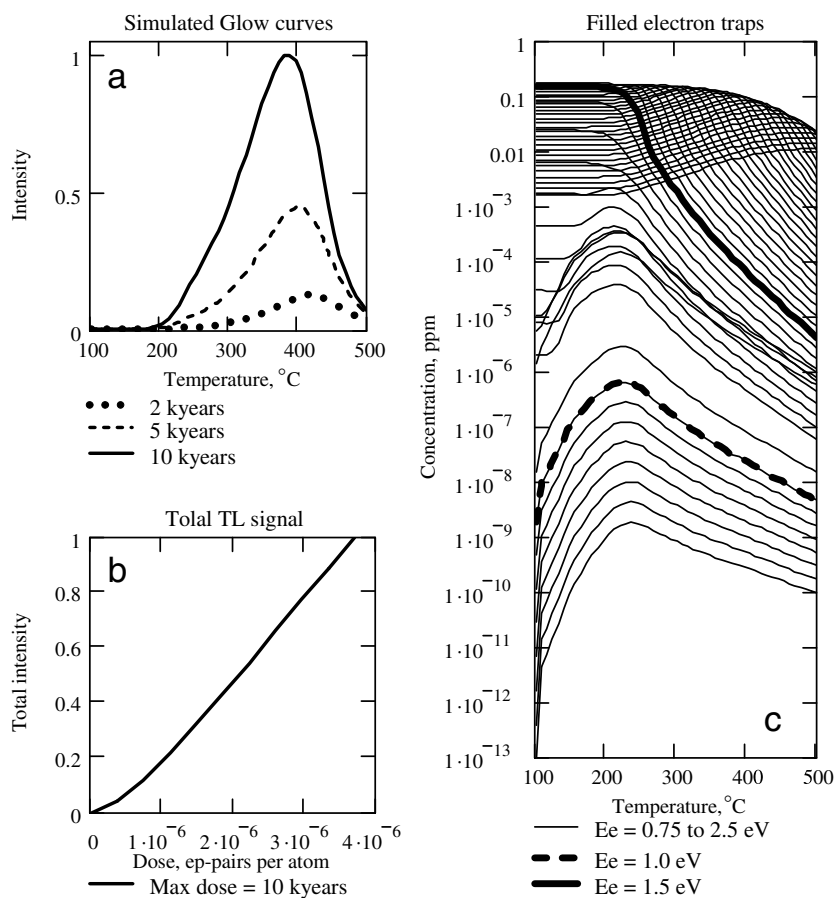 Simulated Glow curves
a
1
0.5
0
Intensity
100 200 300 400 500
Temperature, °C
2 kyears
5 kyears
10 kyears
Tolal TL signal
b
1
0.8
0.6
0.4
0.2
0
Total intensity
0 1·10^-6 2·10^-6 3·10^-6 4·10^-6
Dose, ep-pairs per atom
Max dose = 10 kyears
Filled electron traps
1
0.1
0.01
1·10^-3
1·10^-4
1·10^-5
1·10^-6
1·10^-7
1·10^-8
1·10^-9
1·10^-10
1·10^-11
1·10^-12
1·10^-13
Concentration, ppm
c
100 200 300 400 500
Temperature, °C
Ee = 0.75 to 2.5 eV
Ee = 1.0 eV
Ee = 1.5 eV